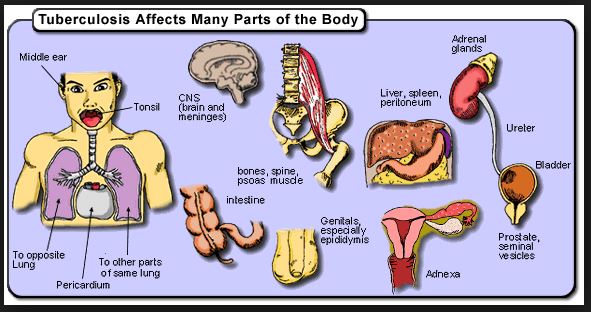 Tuberculosis Affects Many Parts of the Body
Middle ear
Tonsil
To opposite
Lung
Pericardium
To other parts
of same lung
CNS
(brain and
meninges)
bones, spine,
psoas muscle
intestine
Genitals,
especially
epididymis
Liver, spleen,
peritoneum
Adnexa
Adrenal
glands
Ureter
Bladder
Prostate,
seminal
vesicles